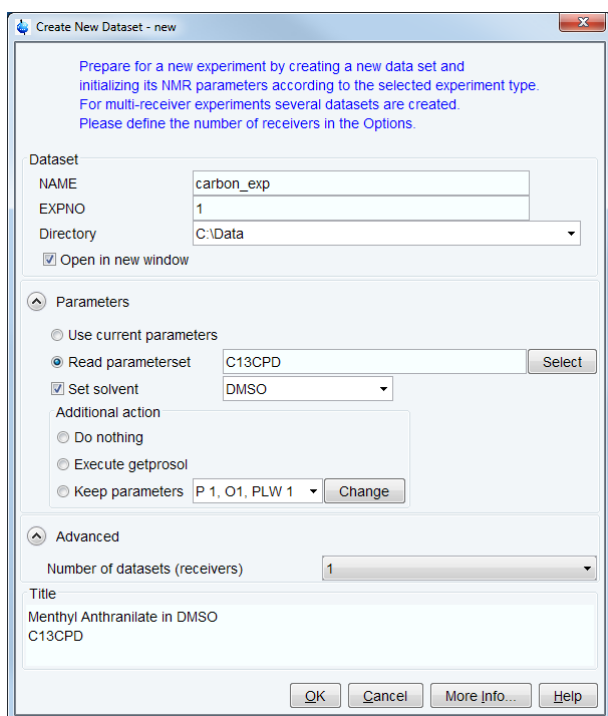 Create New Dataset - new
Prepare for a new experiment by creating a new data set and
initializing its NMR parameters according to the selected experiment type.
For multi-receiver experiments several datasets are created.
Please define the number of receivers in the Options.
Dataset
NAME carbon_exp
EXPNO 1
Directory C:\Data
Open in new window
Parameters
Use current parameters
Read parameterset C13CPD Select
Set solvent DMSO
Additional action
Do nothing
Execute getprosol
Keep parameters P 1, O1, PLW 1 Change
Advanced
Number of datasets (receivers) 1
Title
Menthyl Anthranilate in DMSO
C13CPD
OK Cancel More Info... Help